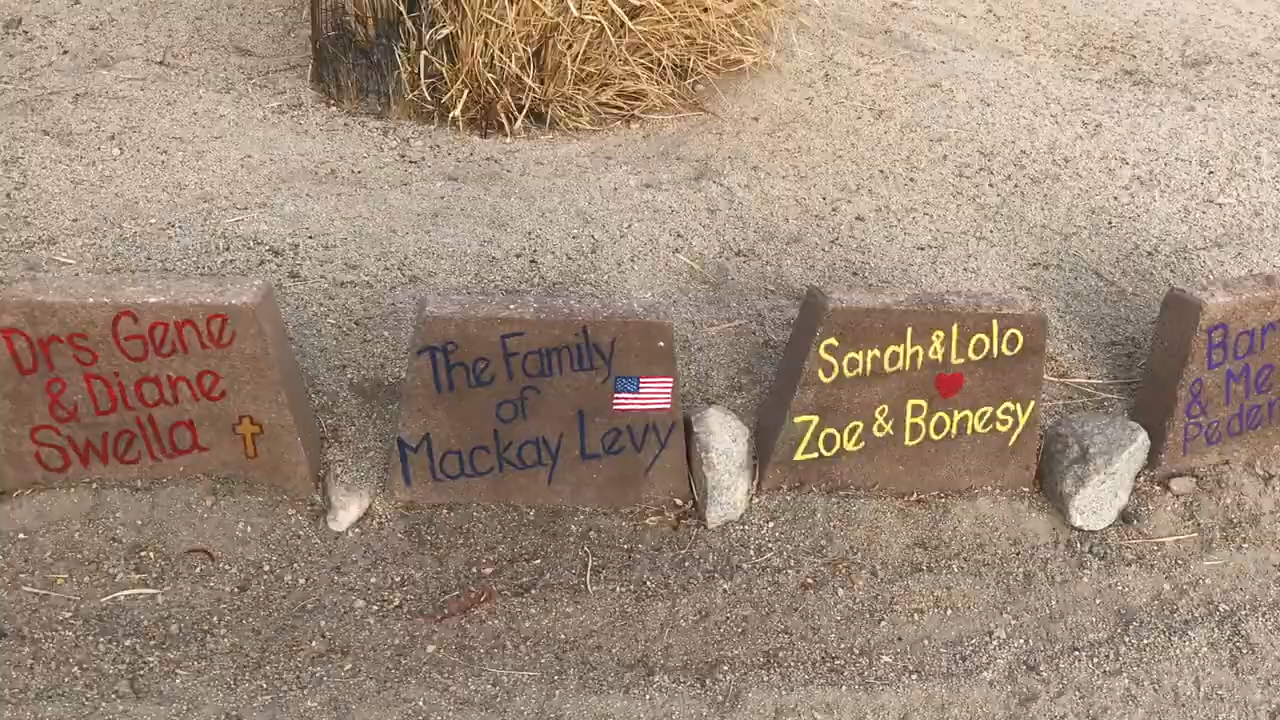 Drs Gene
& Diane
Swella
The Family
of
Mackay Levy
Sarah & Lolo
Zoe & Bonesy
&